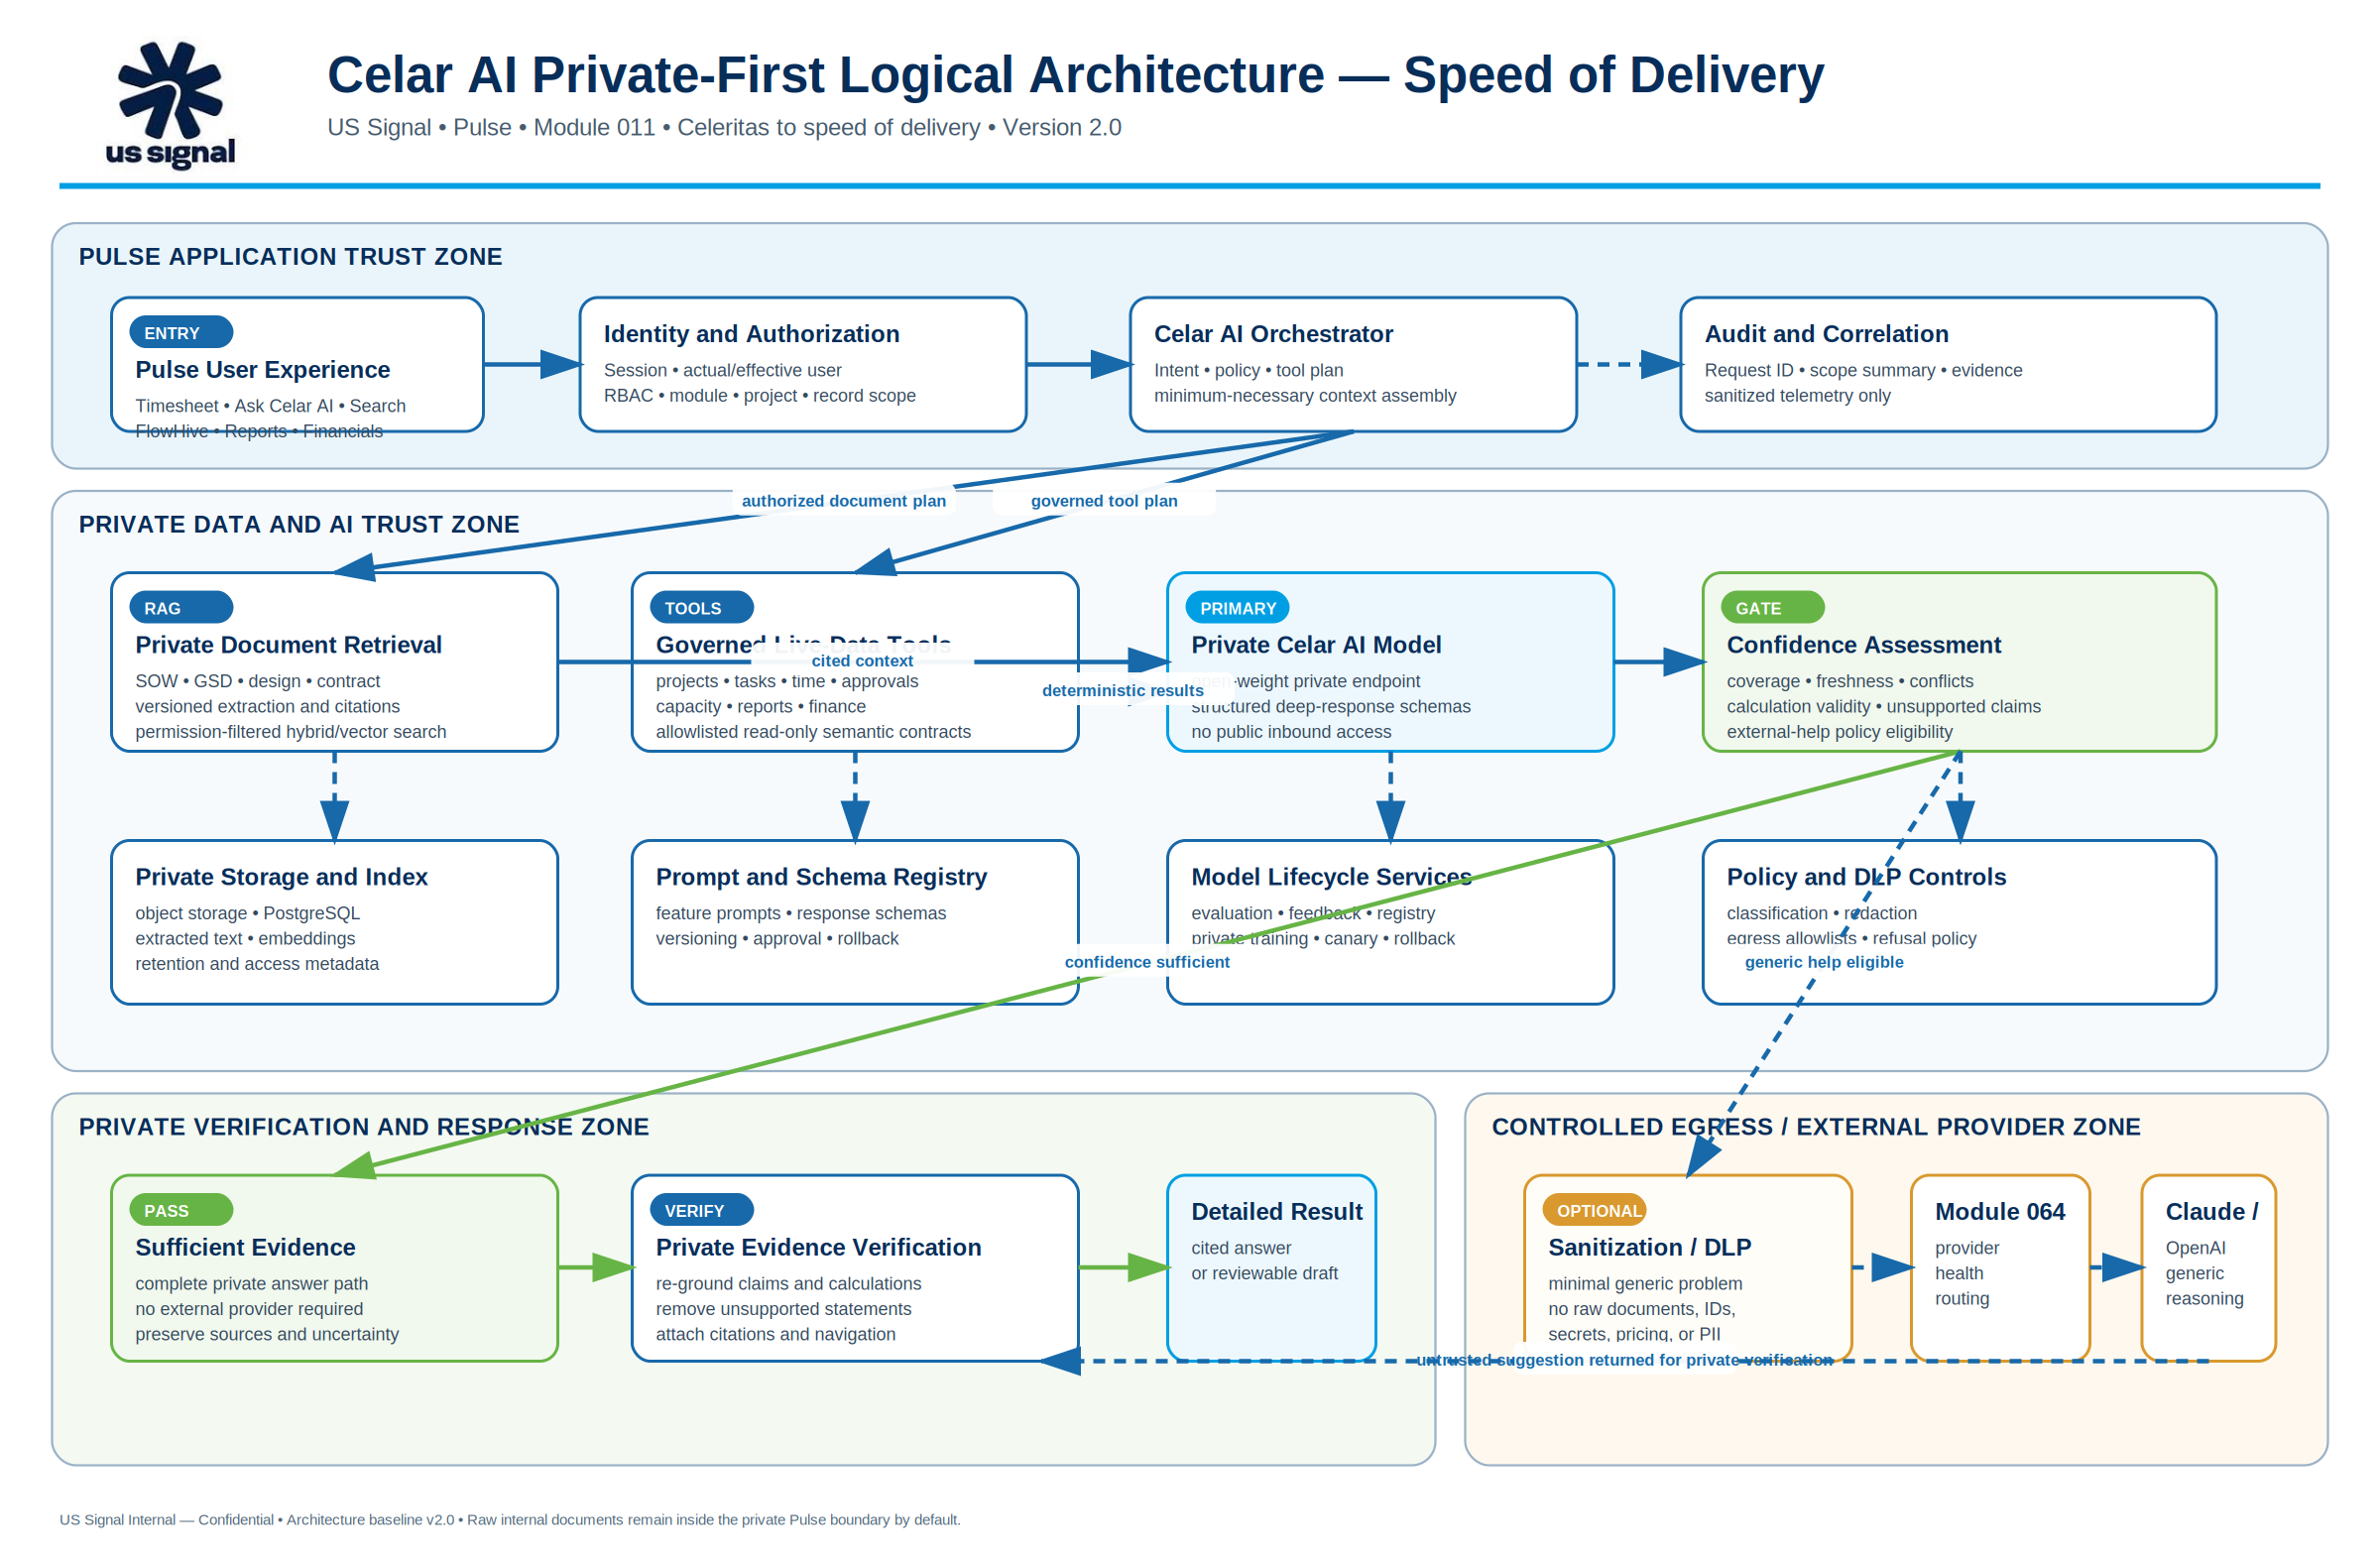 us signal
Celar AI Private-First Logical Architecture — Speed of Delivery
US Signal • Pulse • Module 011 • Celeritas to speed of delivery • Version 2.0
PULSE APPLICATION TRUST ZONE
ENTRY
Pulse User Experience
Timesheet • Ask Celar AI • Search
FlowHive • Reports • Financials
Identity and Authorization
Session • actual/effective user
RBAC • module • project • record scope
Celar AI Orchestrator
Intent • policy • tool plan
minimum-necessary context assembly
Audit and Correlation
Request ID • scope summary • evidence
sanitized telemetry only
authorized document plan
governed tool plan
PRIVATE DATA AND AI TRUST ZONE
RAG
Private Document Retrieval
SOW • GSD • design • contract
versioned extraction and citations
permission-filtered hybrid/vector search
TOOLS
Governed Live-Data Tools
projects • tasks • time • approvals
capacity • reports • finance
allowlisted read-only semantic contracts
cited context
deterministic results
PRIMARY
Private Celar AI Model
open-weight private endpoint
structured deep-response schemas
no public inbound access
GATE
Confidence Assessment
coverage • freshness • conflicts
calculation validity • unsupported claims
external-help policy eligibility
Private Storage and Index
object storage • PostgreSQL
extracted text • embeddings
retention and access metadata
Prompt and Schema Registry
feature prompts • response schemas
versioning • approval • rollback
Model Lifecycle Services
evaluation • feedback • registry
private training • canary • rollback
confidence sufficient
Policy and DLP Controls
classification • redaction
egress allowlists • refusal policy
generic help eligible
PRIVATE VERIFICATION AND RESPONSE ZONE
PASS
Sufficient Evidence
complete private answer path
no external provider required
preserve sources and uncertainty
VERIFY
Private Evidence Verification
re-ground claims and calculations
remove unsupported statements
attach citations and navigation
Detailed Result
cited answer
or reviewable draft
CONTROLLED EGRESS / EXTERNAL PROVIDER ZONE
OPTIONAL
Sanitization / DLP
minimal generic problem
no raw documents, IDs,
secrets, pricing, or PII
Module 064
provider
health
routing
Claude /
OpenAI
generic
reasoning
untrusted suggestion returned for private verification
US Signal Internal — Confidential • Architecture baseline v2.0 • Raw internal documents remain inside the private Pulse boundary by default.